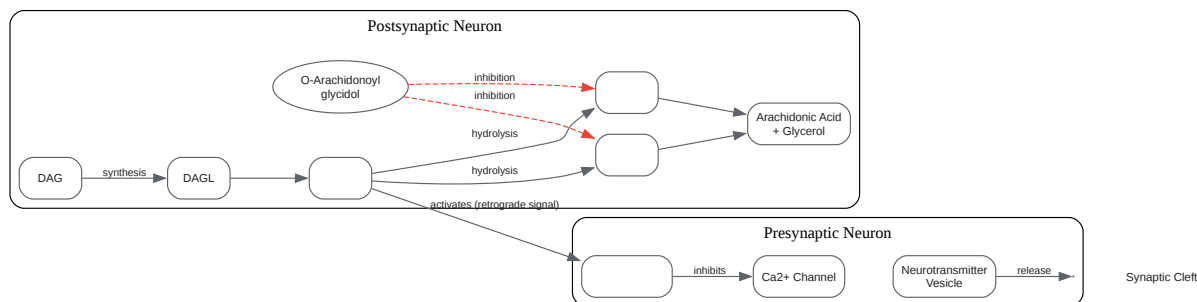 Postsynaptic Neuron
O-Arachidonoyl
glycidol
inhibition
inhibition
hydrolysis
hydrolysis
Arachidonic Acid
+ Glycerol
DAG
synthesis
DAGL
activates (retrograde signal)
Presynaptic Neuron
inhibits
Ca2+ Channel
Neurotransmitter
Vesicle
release
Synaptic Cleft